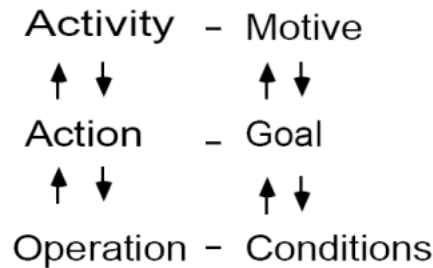 Activity – Motive
Action – Goal
Operation – Conditions